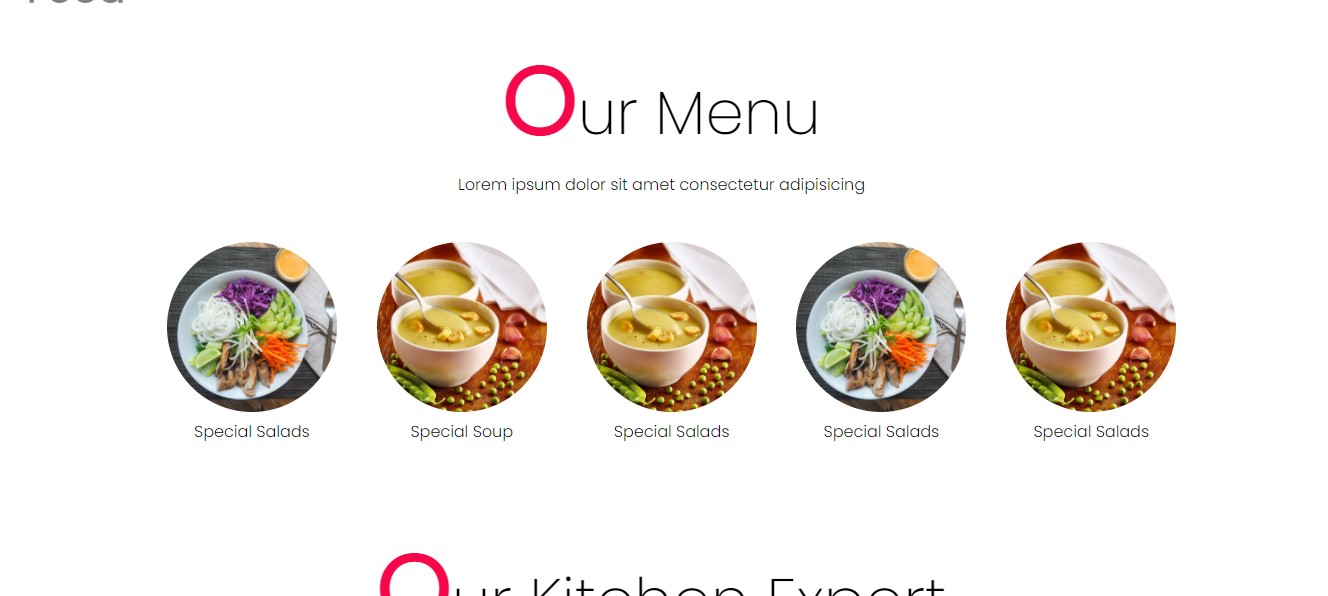 Our Menu
Lorem ipsum dolor sit amet consectetur adipisicing
Special Salads
Special Soup
Special Salads
Special Salads
Special Salads
Our Kitchen Expert